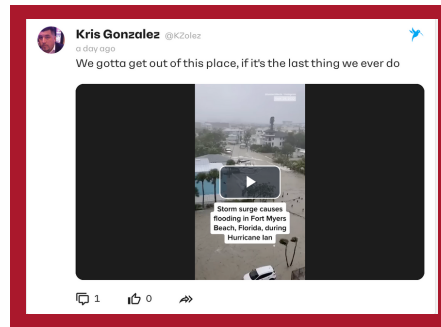 Kris Gonzalez @KZolez
a day ago
We gotta get out of this place, if it's the last thing we ever do
Storm surge causes
flooding in Fort Myers
Beach, Florida, during
Hurricane Ian
1
0